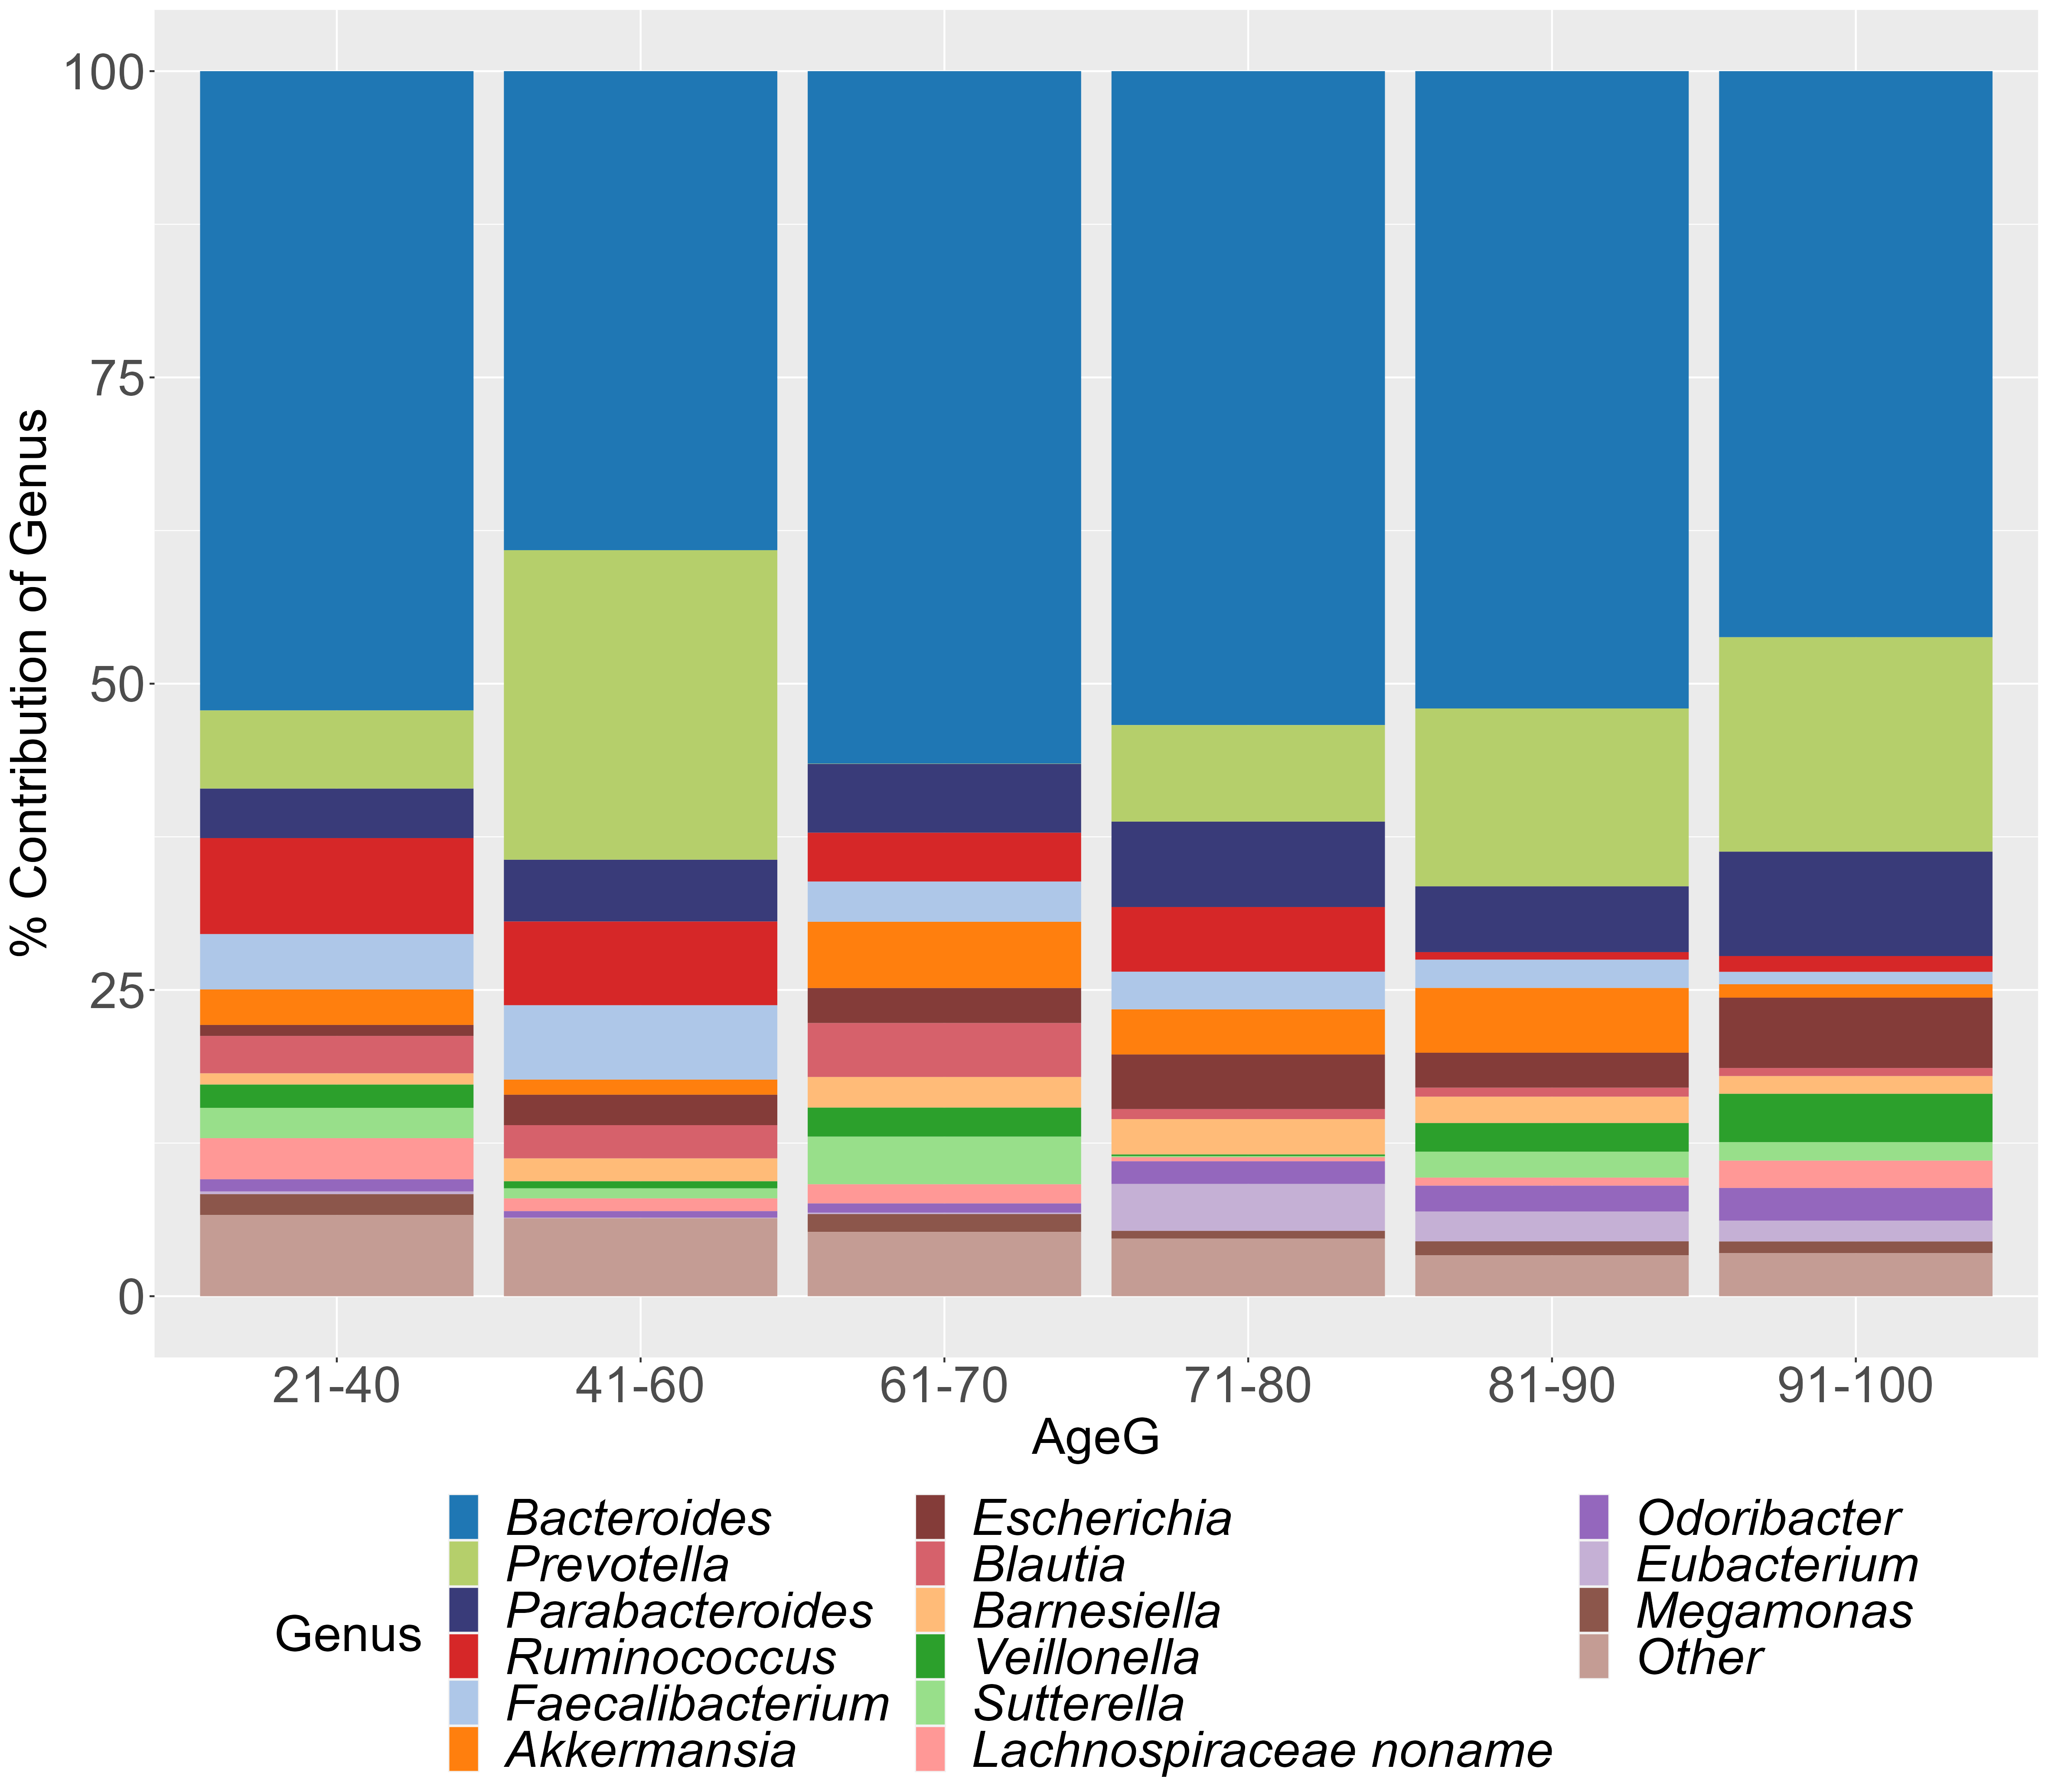 % Contribution of Genus
100
75
50
25
0
21-40 41-60 61-70 71-80 81-90 91-100
AgeG
Genus
Bacteroides
Prevotella
Parabacteroides
Ruminococcus
Faecalibacterium
Akkermansia
Escherichia
Blautia
Barnesiella
Veillonella
Sutterella
Lachnospiraceae noname
Odoribacter
Eubacterium
Megamonas
Other